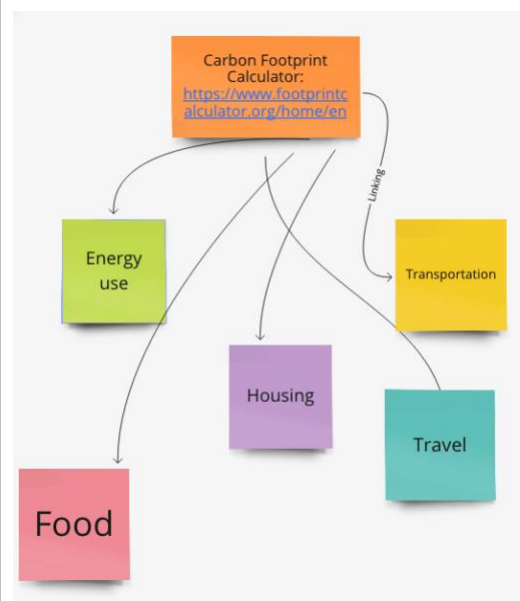 Carbon Footprint
Calculator:
https://www.footprintc
alculator.org/home/en
Linking
Energy
use
Transportation
Housing
Travel
Food